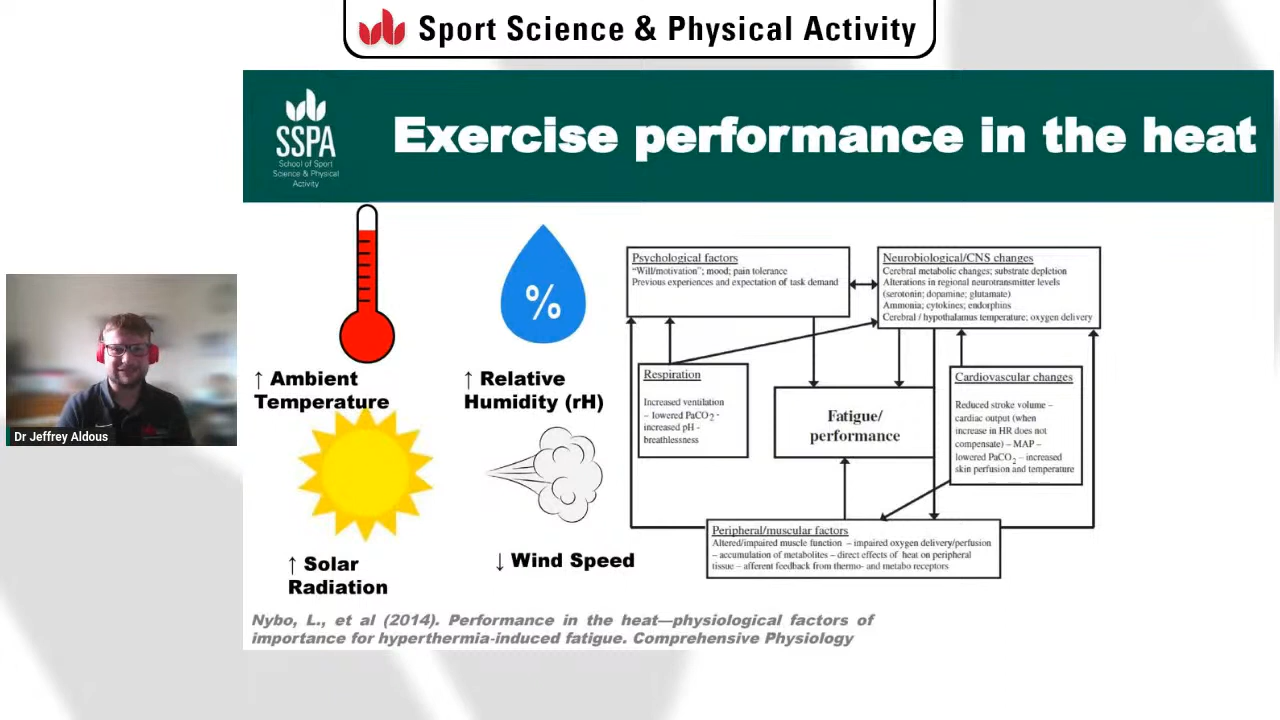 Sport Science & Physical Activity
SSPA
School of Sport
Science & Physical
Activity
Exercise performance in the heat
%
↑ Ambient
Temperature
↑ Relative
Humidity (rH)
↑ Solar
Radiation
↓ Wind Speed
Psychological factors
"Will/motivation"; mood; pain tolerance
Previous experiences and expectation of task demand
Neurobiological/CNS changes
Cerebral metabolic changes; substrate depletion
Alterations in regional neurotransmitter levels
(serotonin; dopamine; glutamate)
Ammonia; cytokines; endorphins
Cerebral / hypothalamus temperature; oxygen delivery
Respiration
Increased ventilation
– lowered PaCO2 -
increased pH -
breathlessness
Fatigue/
performance
Cardiovascular changes
Reduced stroke volume –
cardiac output (when
increase in HR does not
compensate) – MAP –
lowered PaCO2 – increased
skin perfusion and temperature
Peripheral/muscular factors
Altered/impaired muscle function – impaired oxygen delivery/perfusion
– accumulation of metabolites – direct effects of heat on peripheral
tissue – afferent feedback from thermo- and metabo receptors
Dr Jeffrey Aldous
Nybo, L., et al (2014). Performance in the heat—physiological factors of
importance for hyperthermia-induced fatigue. Comprehensive Physiology